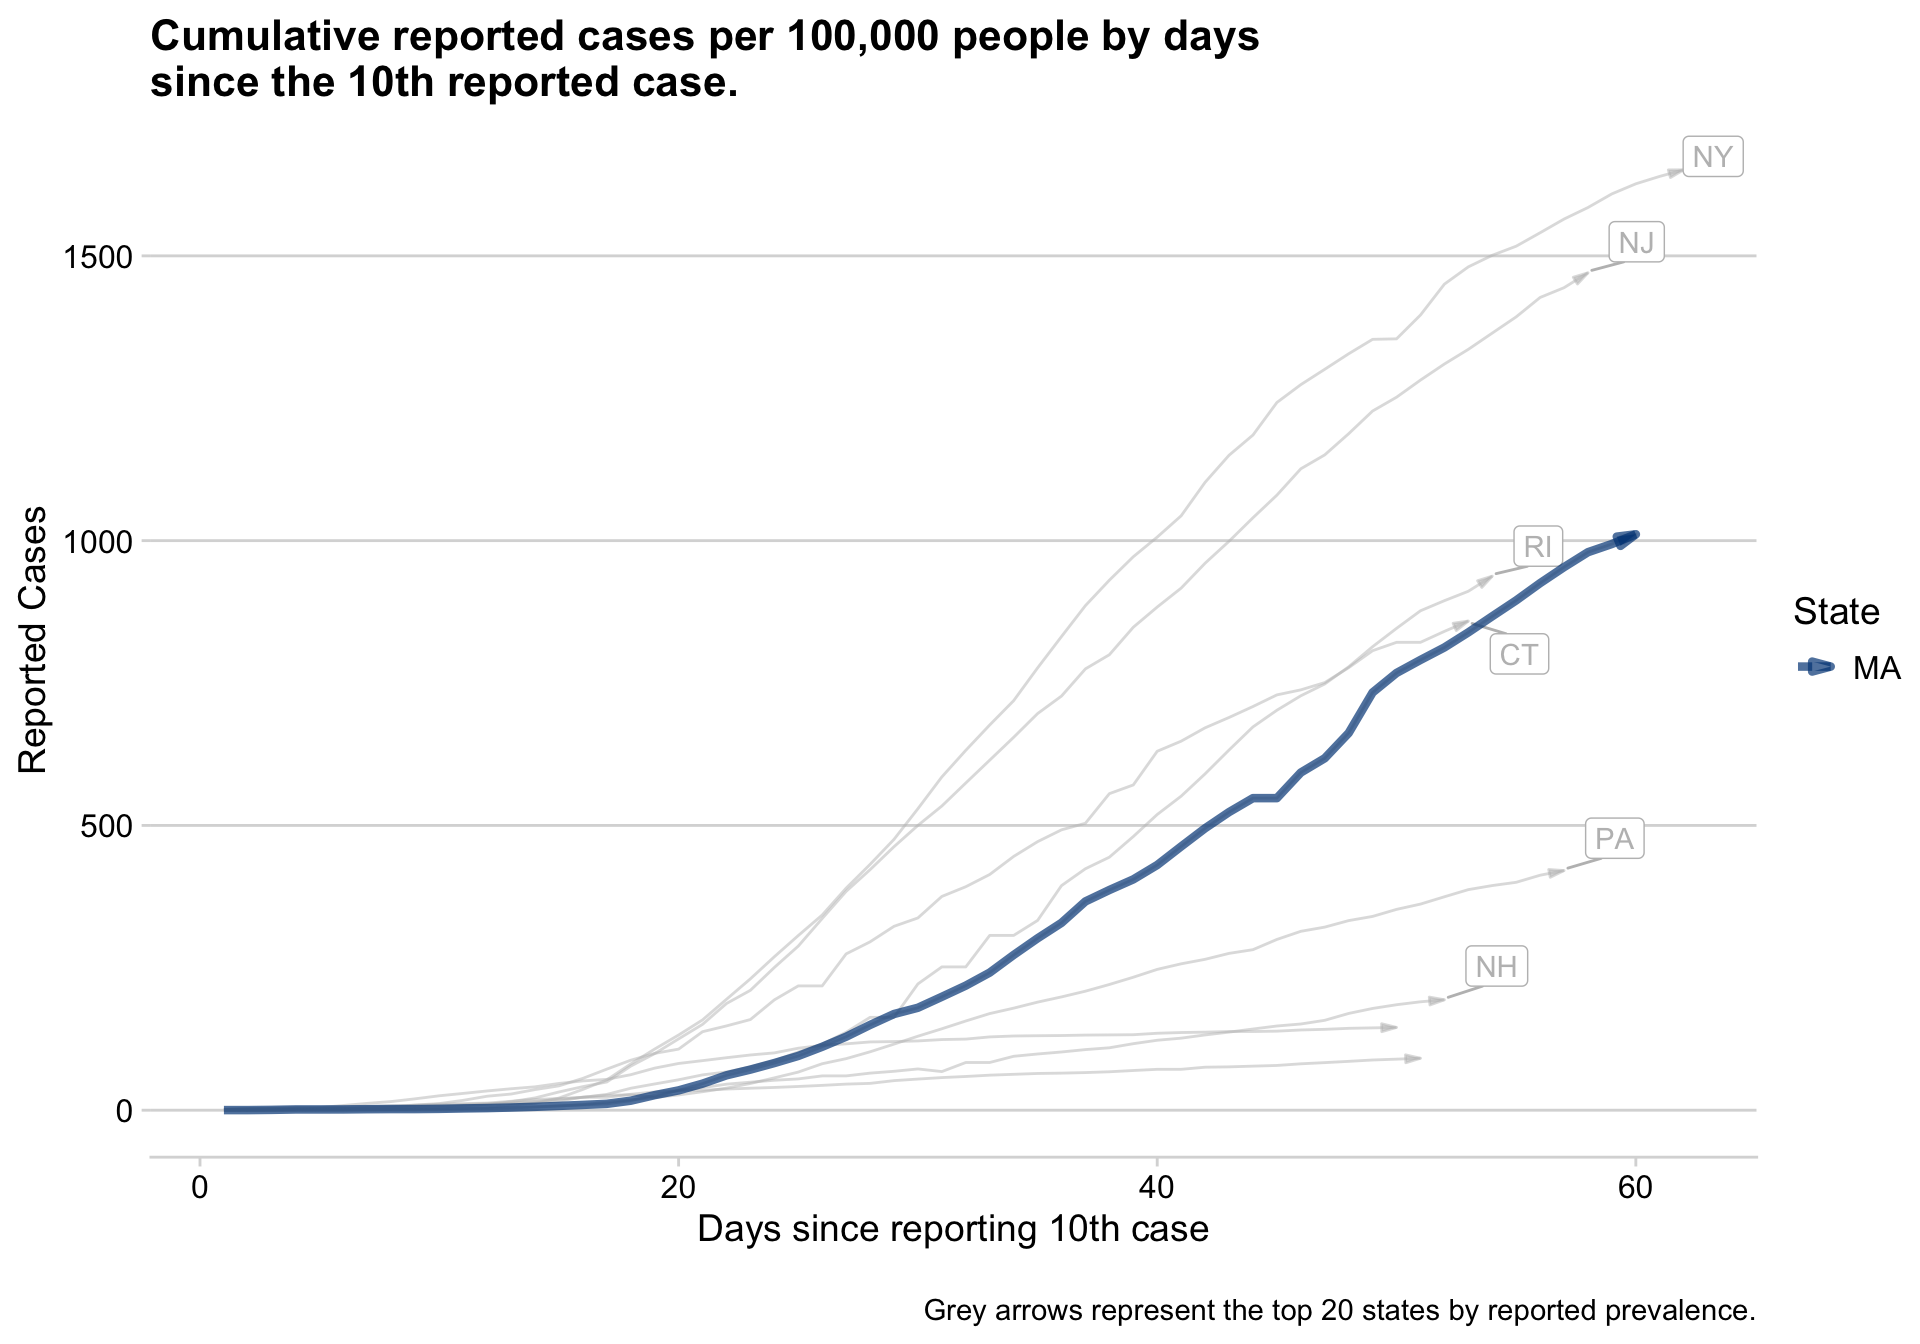 Cumulative reported cases per 100,000 people by days
since the 10th reported case.
NY
NJ
1500
RI
1000
CT
State
MA
Reported Cases
500
PA
NH
0
0 20 40 60
Days since reporting 10th case
Grey arrows represent the top 20 states by reported prevalence.